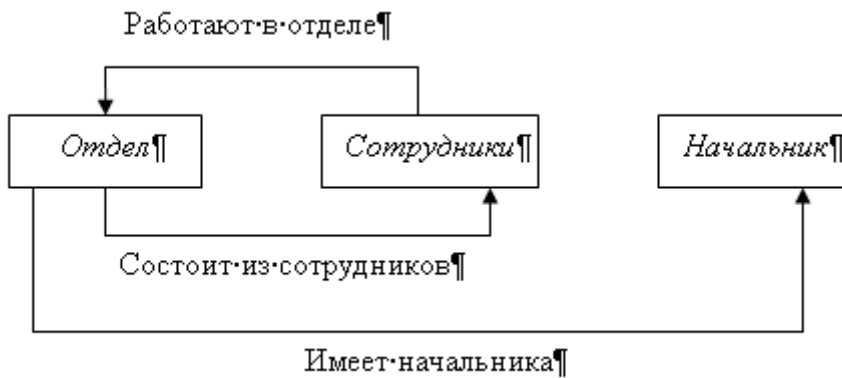 Работают·в·отделе¶
Отдел¶ Сотрудники¶ Начальник¶
Состоит·из·сотрудников¶
Имеет·начальника¶